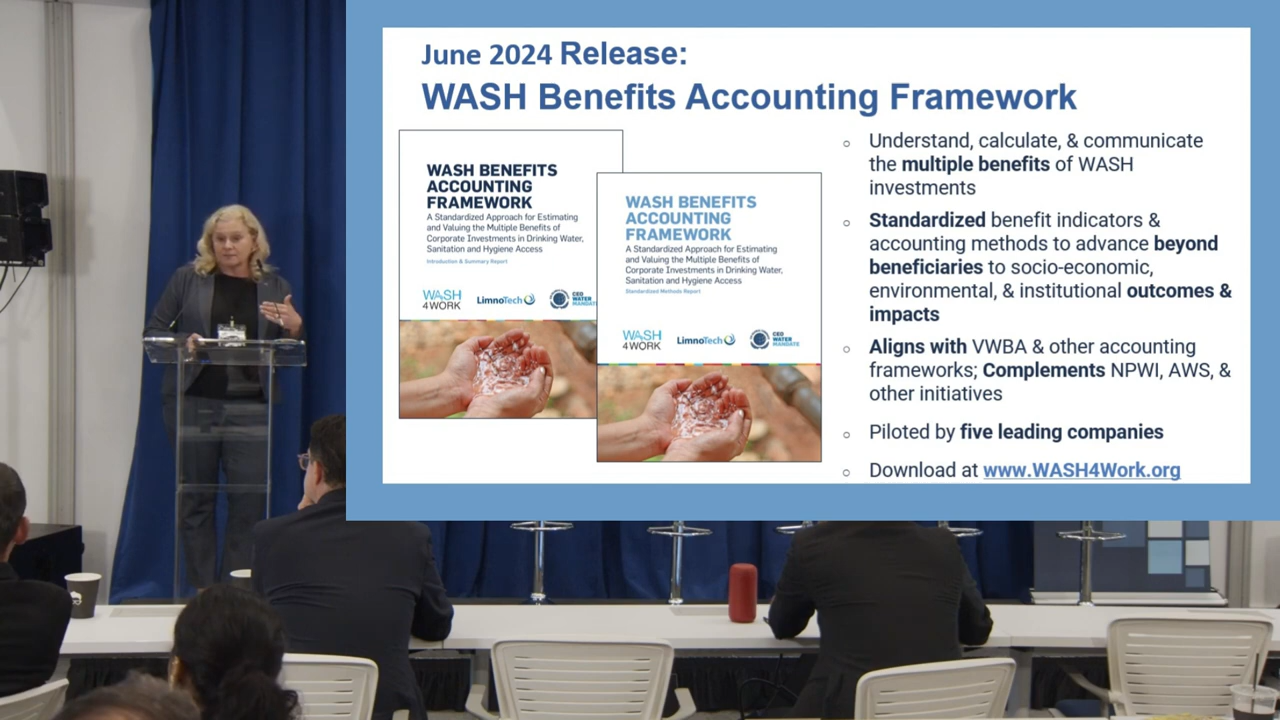 June 2024 Release:
WASH Benefits Accounting Framework
WASH BENEFITS
ACCOUNTING
FRAMEWORK
A Standardized Approach for Estimating
and Valuing the Multiple Benefits of
Corporate Investments in Drinking Water,
Sanitation and Hygiene Access
Introduction & Summary Report
WASH
4WORK
LimnoTech
CEO
WATER
MANDATE
WASH BENEFITS
ACCOUNTING
FRAMEWORK
A Standardized Approach for Estimating
and Valuing the Multiple Benefits of
Corporate Investments in Drinking Water,
Sanitation and Hygiene Access
Standardized Methods Report
WASH
4WORK
LimnoTech
CEO
WATER
MANDATE
○ Understand, calculate, & communicate
the multiple benefits of WASH
investments
○ Standardized benefit indicators &
accounting methods to advance beyond
beneficiaries to socio-economic,
environmental, & institutional outcomes &
impacts
○ Aligns with VWBA & other accounting
frameworks; Complements NPWI, AWS, &
other initiatives
○ Piloted by five leading companies
○ Download at www.WASH4Work.org